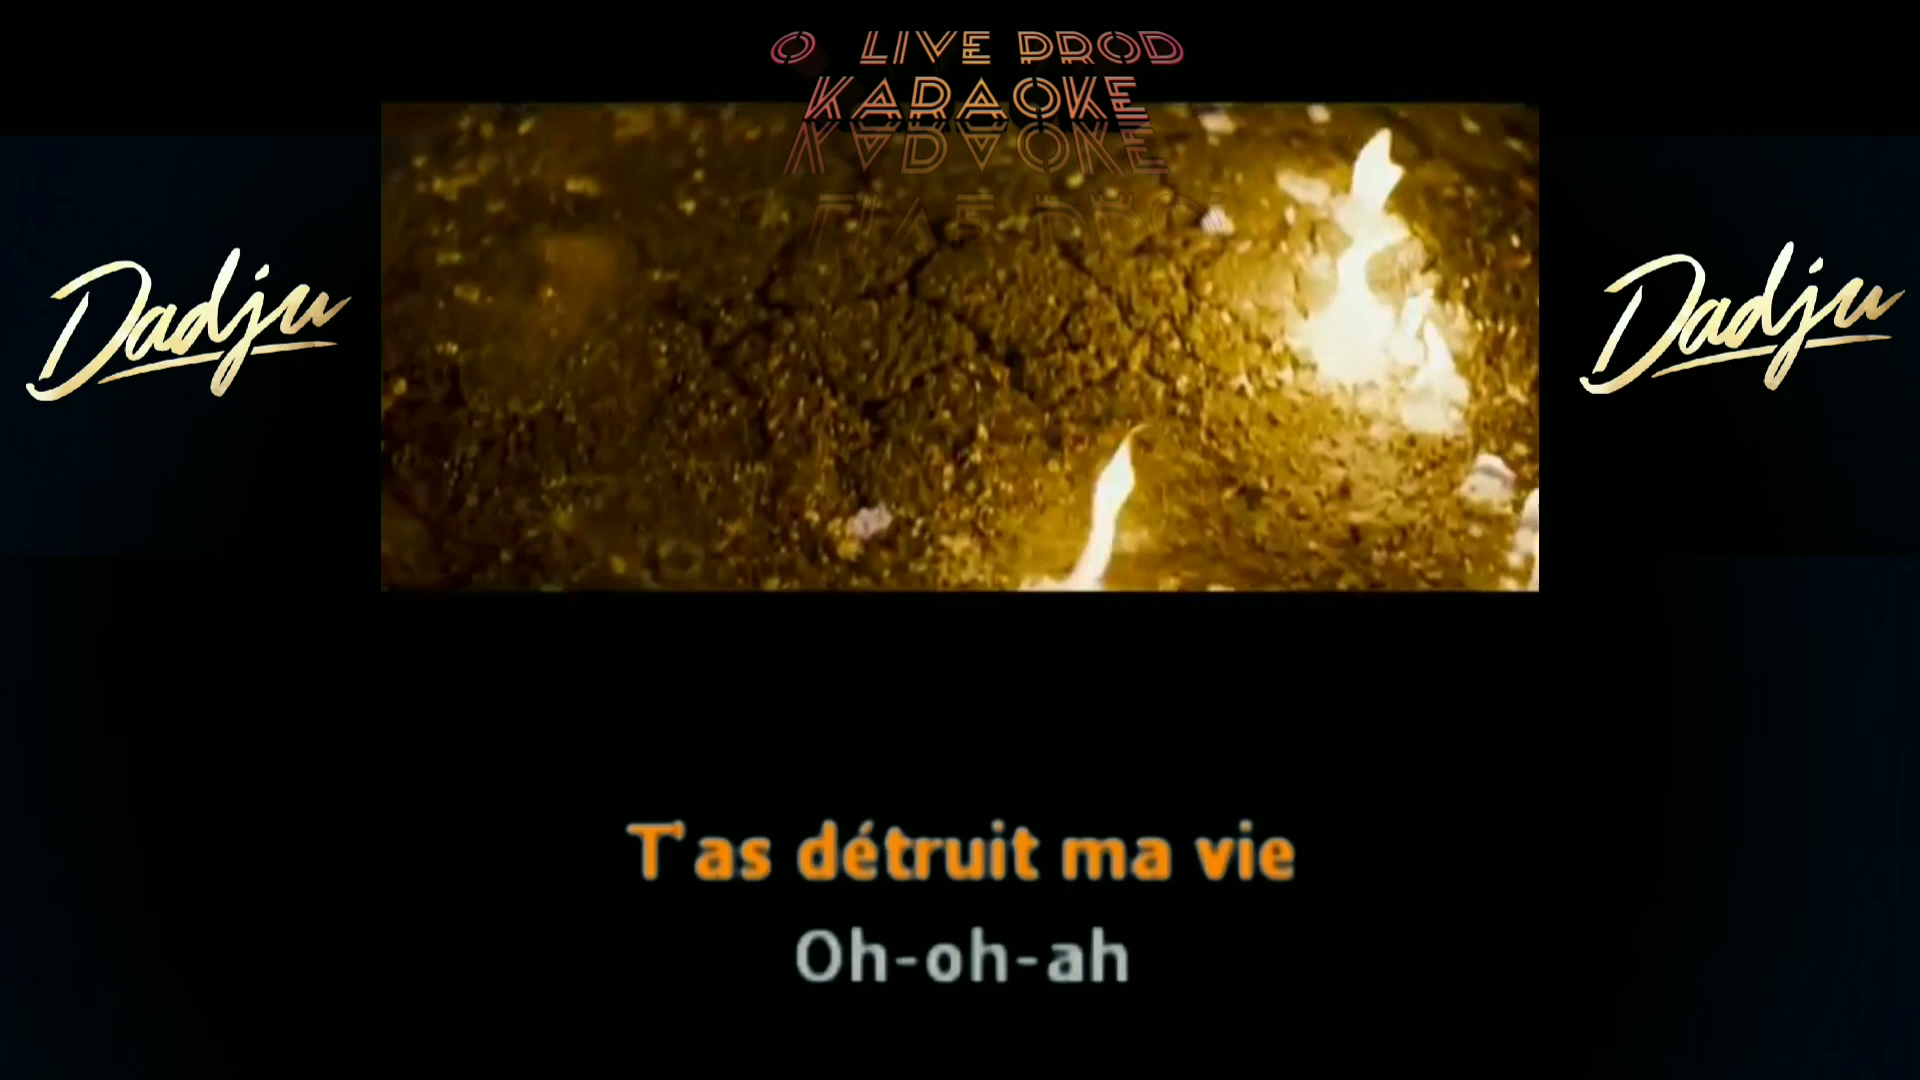 O LIVE PROD
KARAOKE
Dadju
Dadju
T'as détruit ma vie
Oh-oh-ah